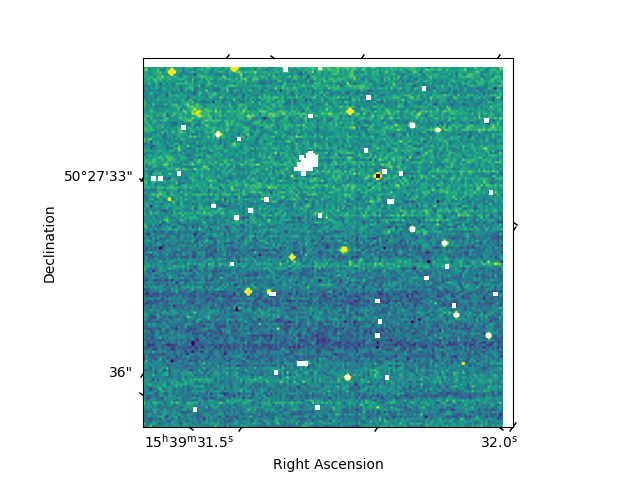 50°27'33"
Declination
36"
15ʰ39ᵐ31.5ˢ
32.0ˢ
Right Ascension